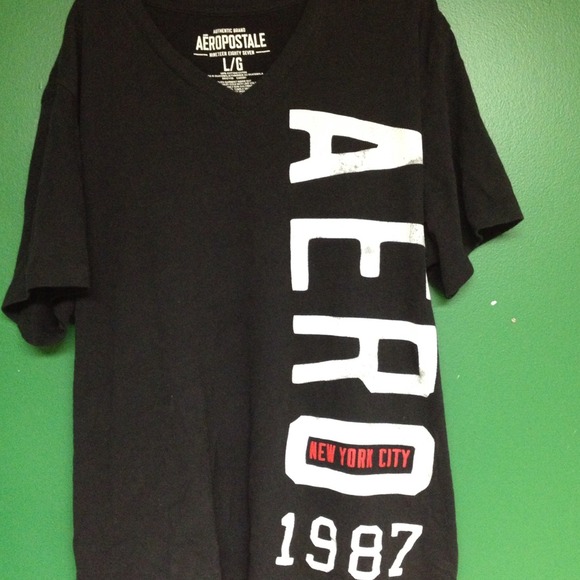 AUTHENTIC BRAND
AÉROPOSTALE
NINETEEN EIGHTY SEVEN
L/G
AERO
NEW YORK CITY
1987